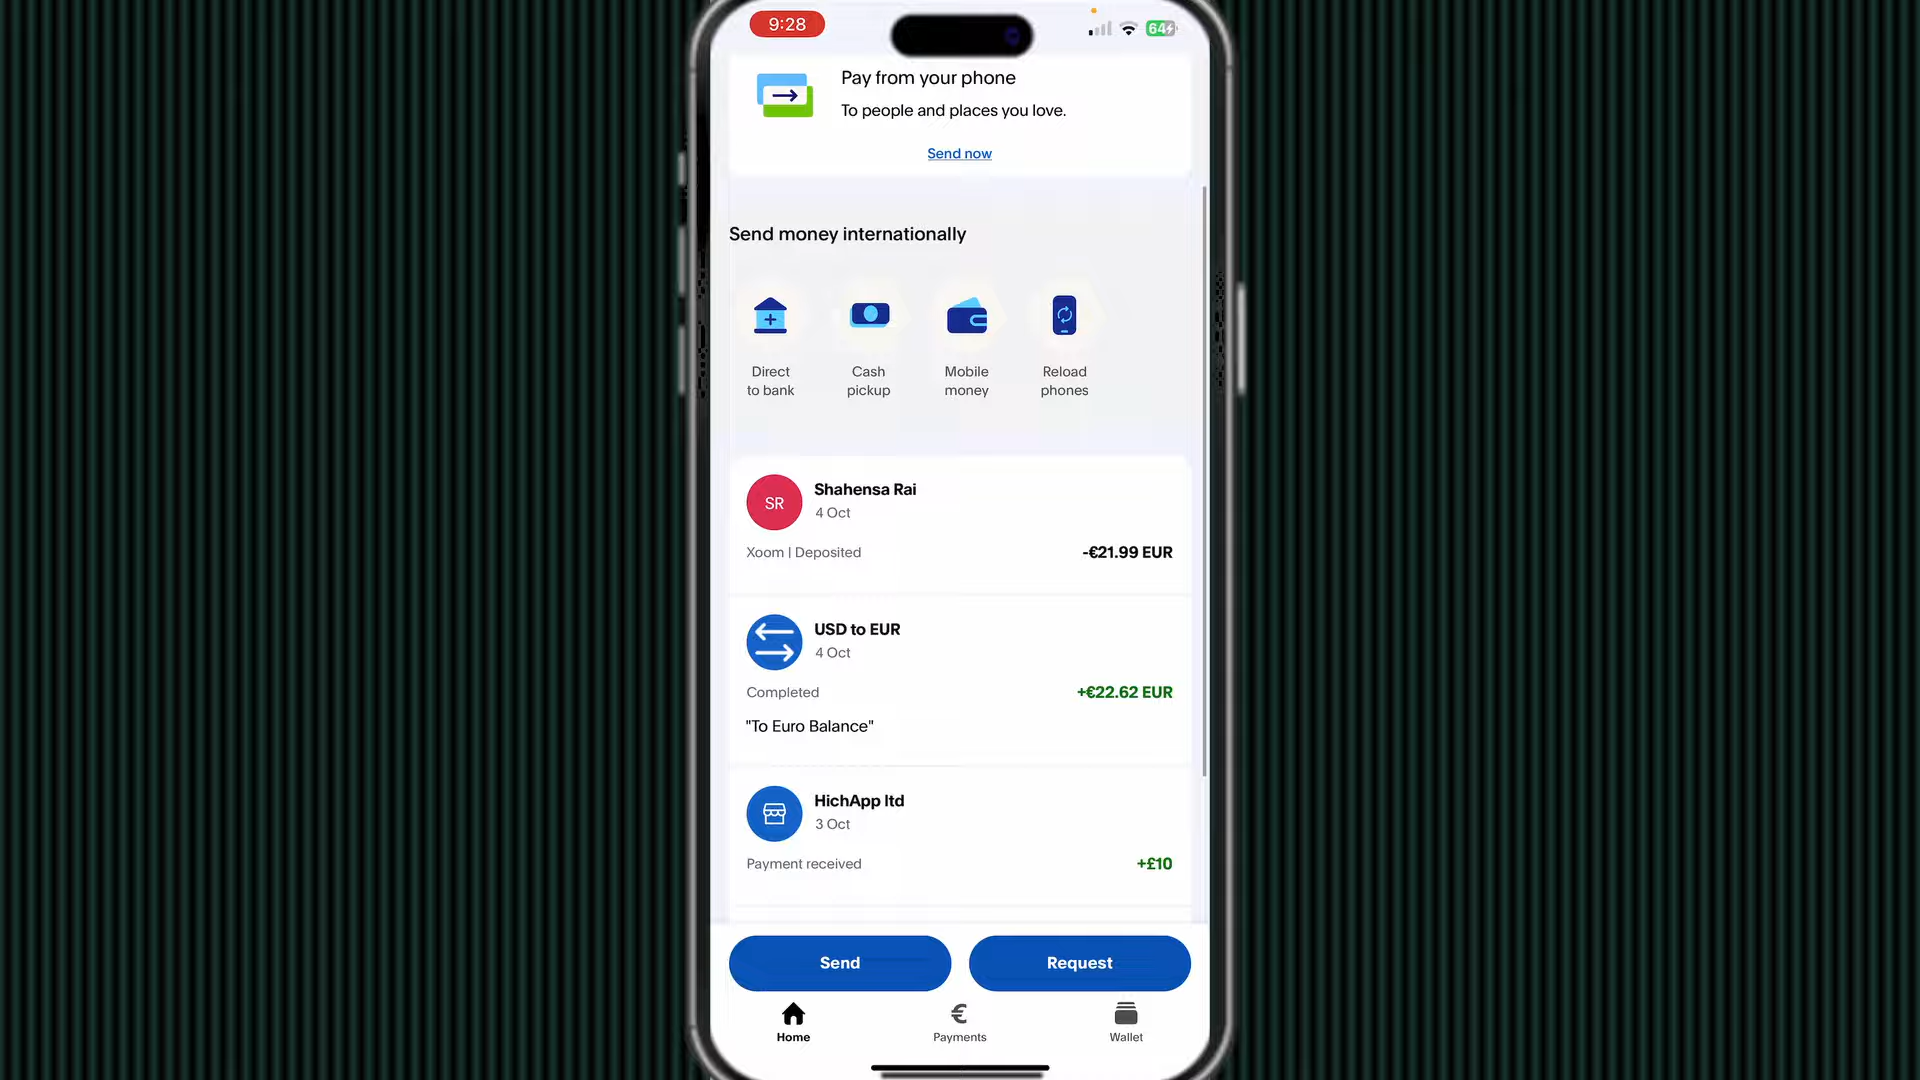 9:28
64
Pay from your phone
To people and places you love.
Send now
Send money internationally
Direct
to bank
Cash
pickup
Mobile
money
Reload
phones
SR
Shahensa Rai
4 Oct
Xoom | Deposited
-€21.99 EUR
USD to EUR
4 Oct
Completed
+€22.62 EUR
"To Euro Balance"
HichApp ltd
3 Oct
Payment received
+£10
Send
Request
Home
Payments
Wallet